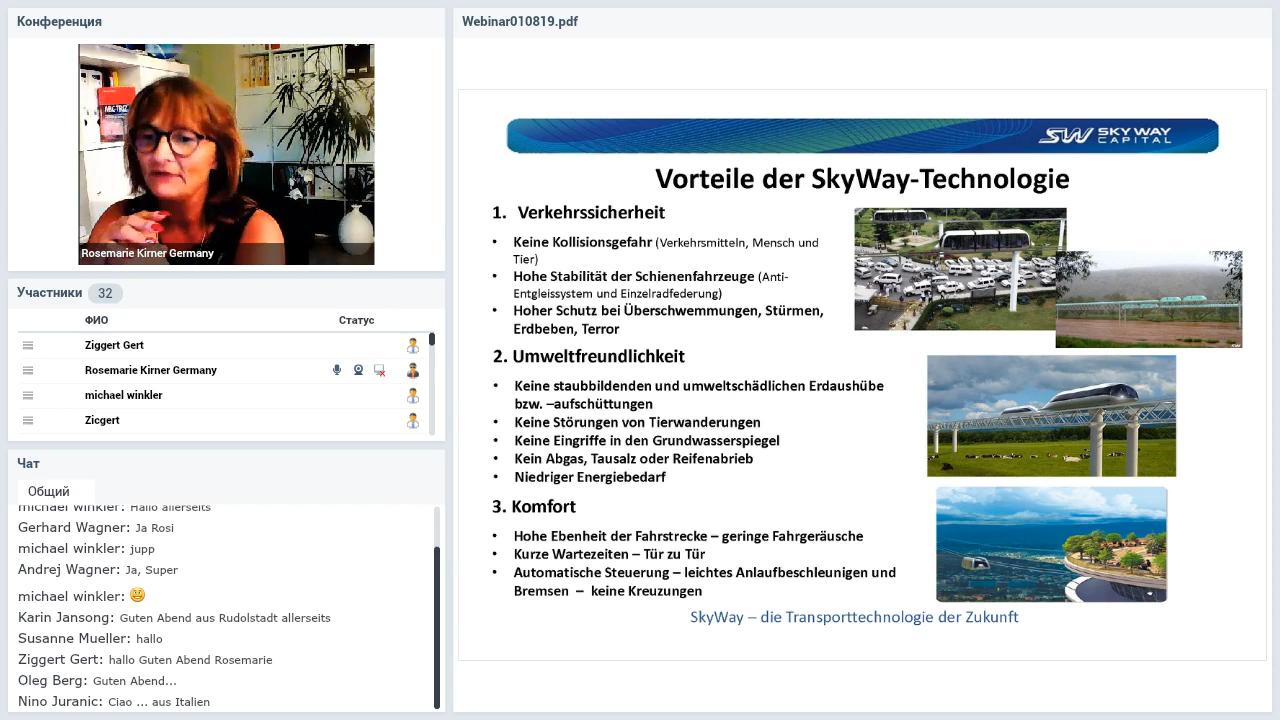 Конференция
ABC-TRIZ
Rosemarie Kirner Germany
Участники 32
ФИО Статус
Ziggert Gert
Rosemarie Kirner Germany
michael winkler
Zicgert
Чат
Общий
michael winkler: Hallo allerseits
Gerhard Wagner: Ja Rosi
michael winkler: jupp
Andrej Wagner: Ja, Super
michael winkler:
Karin Jansong: Guten Abend aus Rudolstadt allerseits
Susanne Mueller: hallo
Ziggert Gert: hallo Guten Abend Rosemarie
Oleg Berg: Guten Abend...
Nino Juranic: Ciao ... aus Italien
Webinar010819.pdf
SW SKY WAY
CAPITAL
Vorteile der SkyWay-Technologie
1. Verkehrssicherheit
• Keine Kollisionsgefahr (Verkehrsmitteln, Mensch und
Tier)
• Hohe Stabilität der Schienenfahrzeuge (Anti-
Entgleissystem und Einzelradfederung)
• Hoher Schutz bei Überschwemmungen, Stürmen,
Erdbeben, Terror
2. Umweltfreundlichkeit
• Keine staubbildenden und umweltschädlichen Erdaushübe
bzw. –aufschüttungen
• Keine Störungen von Tierwanderungen
• Keine Eingriffe in den Grundwasserspiegel
• Kein Abgas, Tausalz oder Reifenabrieb
• Niedriger Energiebedarf
3. Komfort
• Hohe Ebenheit der Fahrstrecke – geringe Fahrgeräusche
• Kurze Wartezeiten – Tür zu Tür
• Automatische Steuerung – leichtes Anlaufbeschleunigen und
Bremsen – keine Kreuzungen
SkyWay – die Transporttechnologie der Zukunft